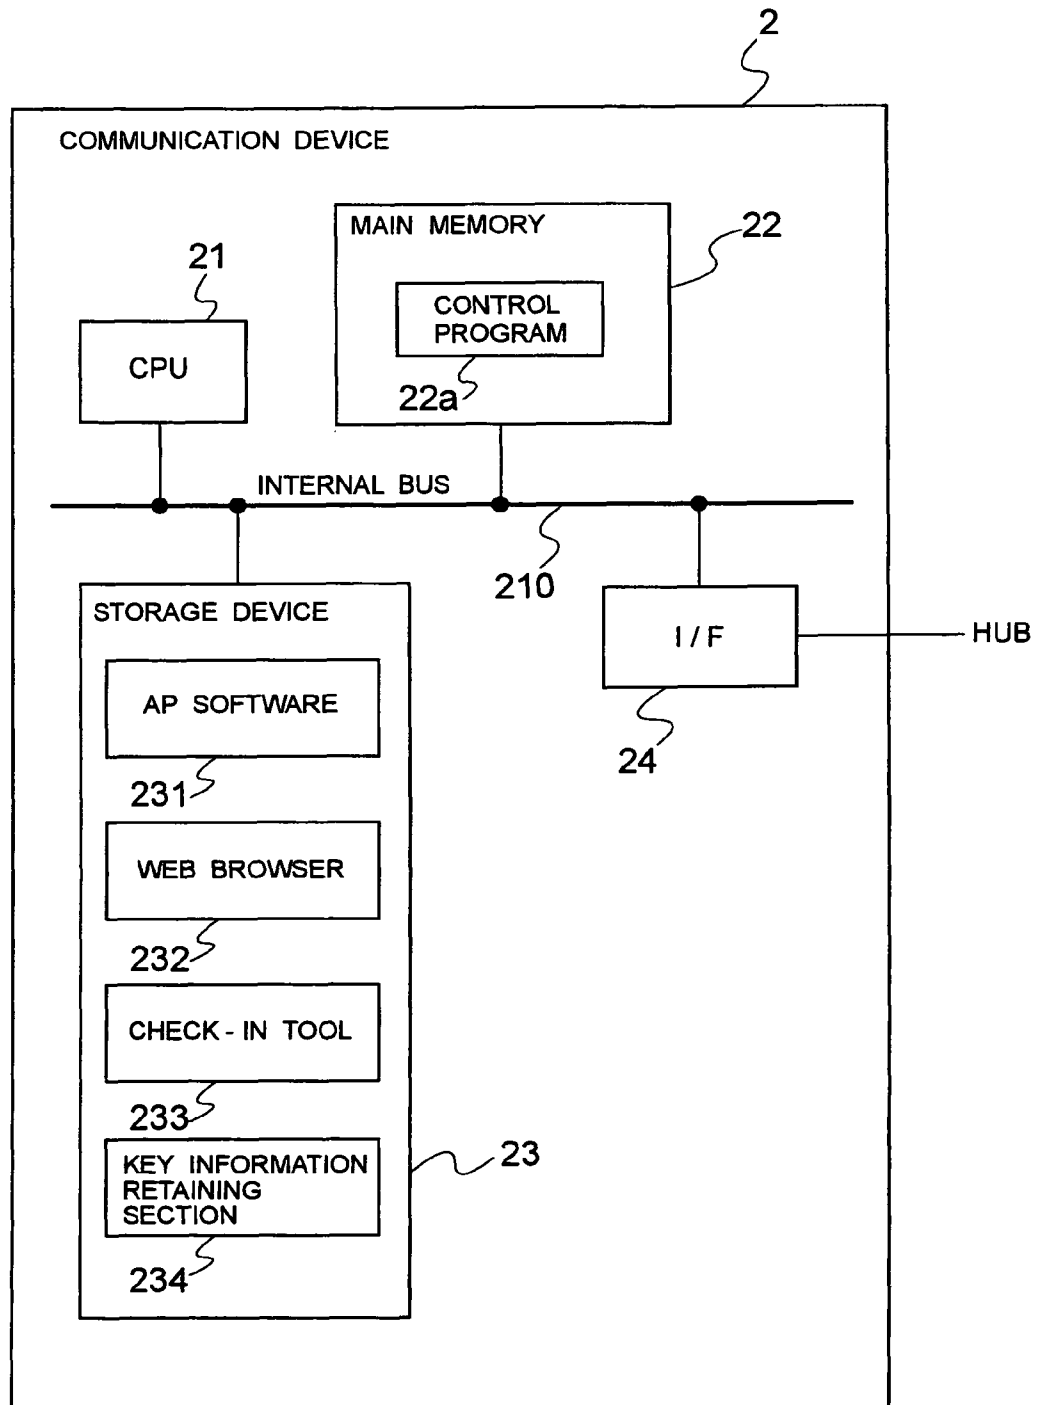 2
COMMUNICATION DEVICE
MAIN MEMORY
22
21
CONTROL
PROGRAM
CPU
22a
INTERNAL BUS
210
STORAGE DEVICE
I / F
HUB
AP SOFTWARE
24
231
WEB BROWSER
232
CHECK - IN TOOL
233
23
KEY INFORMATION
RETAINING
SECTION
234